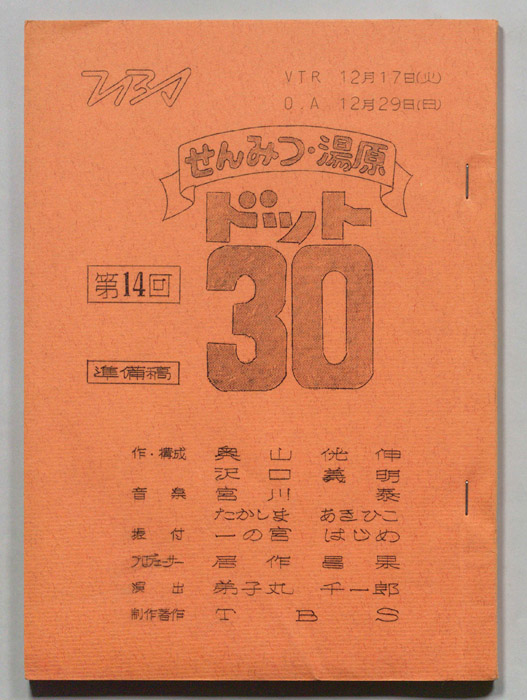 TBS
VTR 12月17日(火)
O.A 12月29日(日)
せんみつ・湯原
ドット
30
第14回
準備稿
作・構成 奥山侊伸
沢口義明
音楽 宮川泰
たかしま あきひこ
振付 一の宮はじめ
プロデューサー 居作昌果
演出 弟子丸千一郎
制作著作 TBS